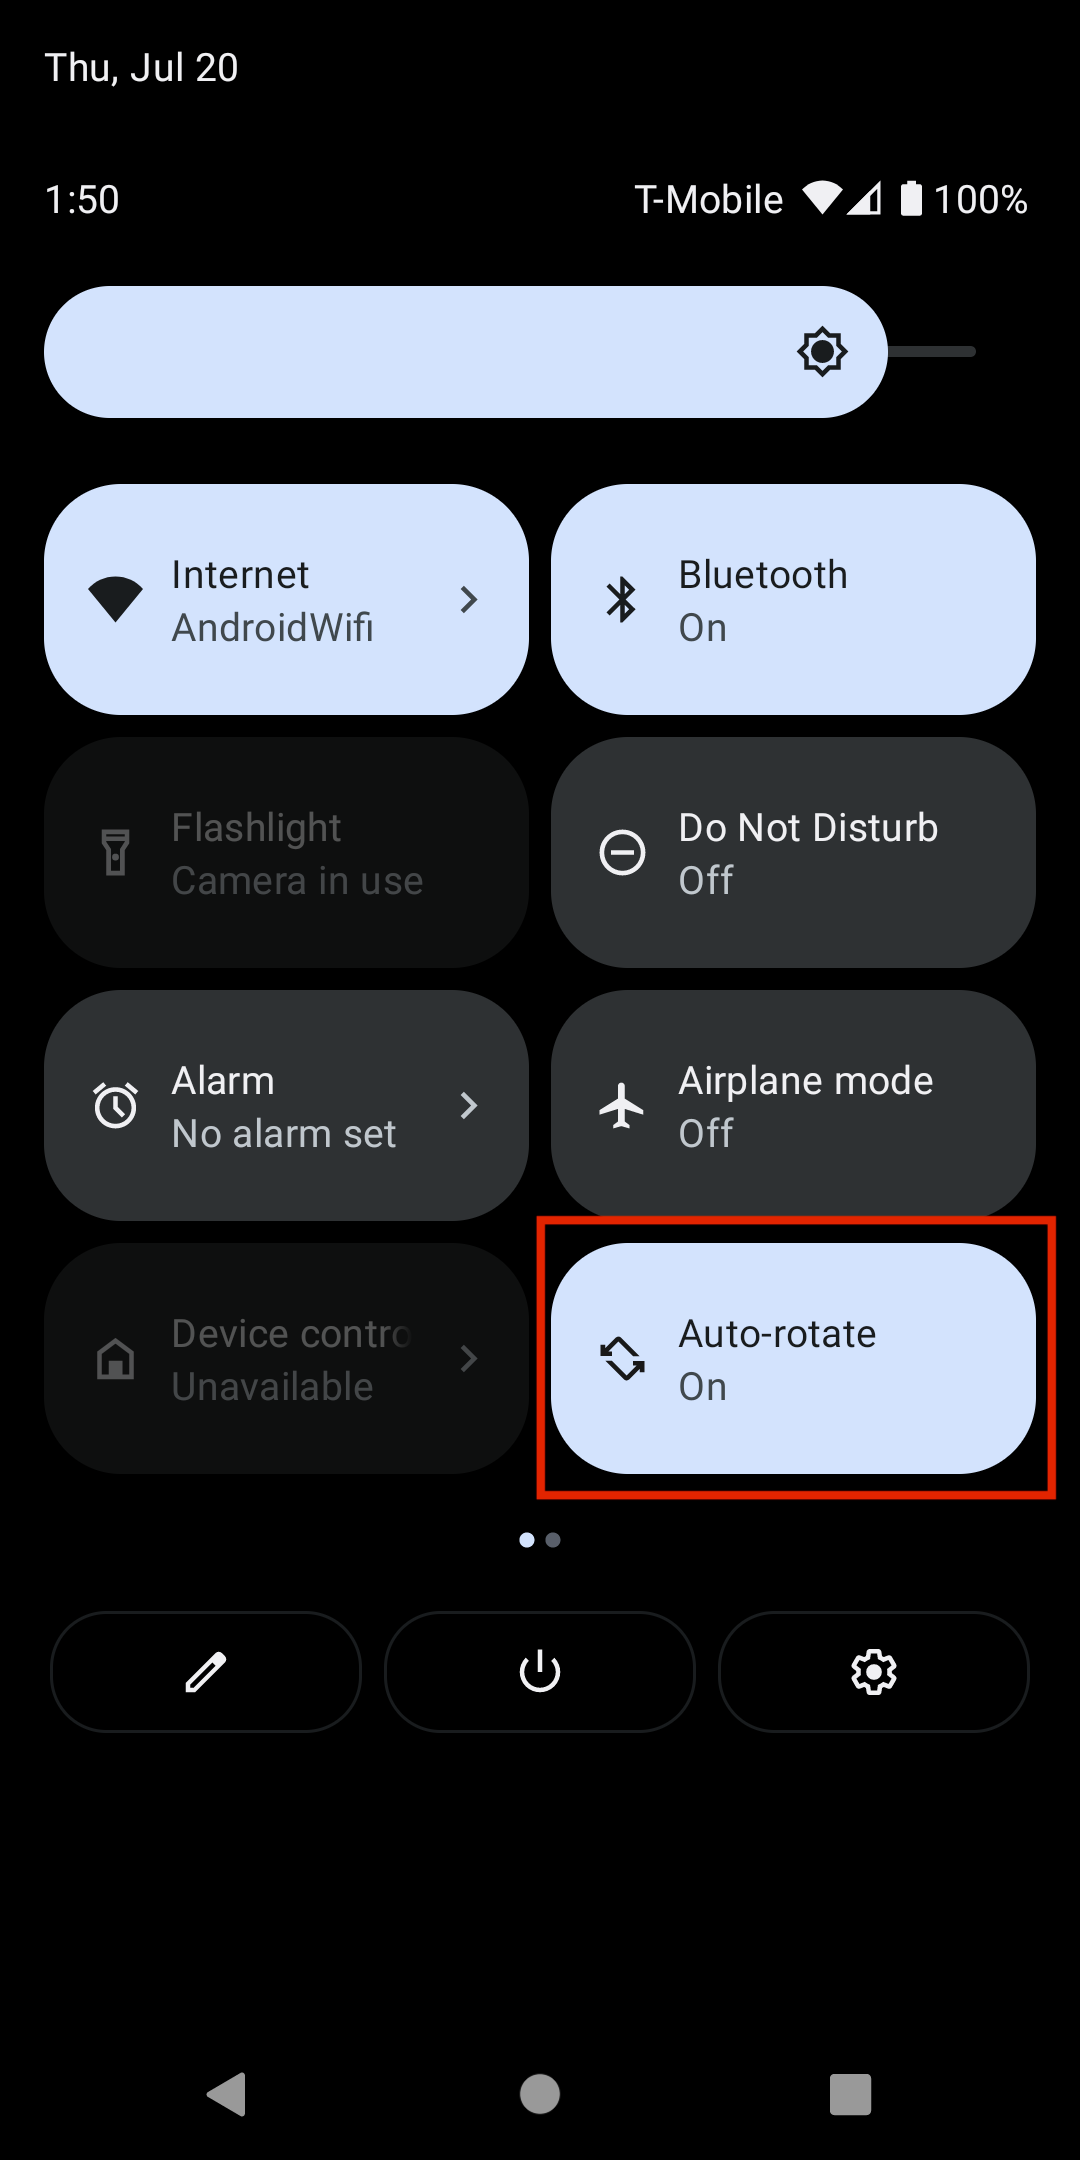 Thu, Jul 20
1:50
T-Mobile 100%
Internet
AndroidWifi
Bluetooth
On
Flashlight
Camera in use
Do Not Disturb
Off
Alarm
No alarm set
Airplane mode
Off
Device contro
Unavailable
Auto-rotate
On